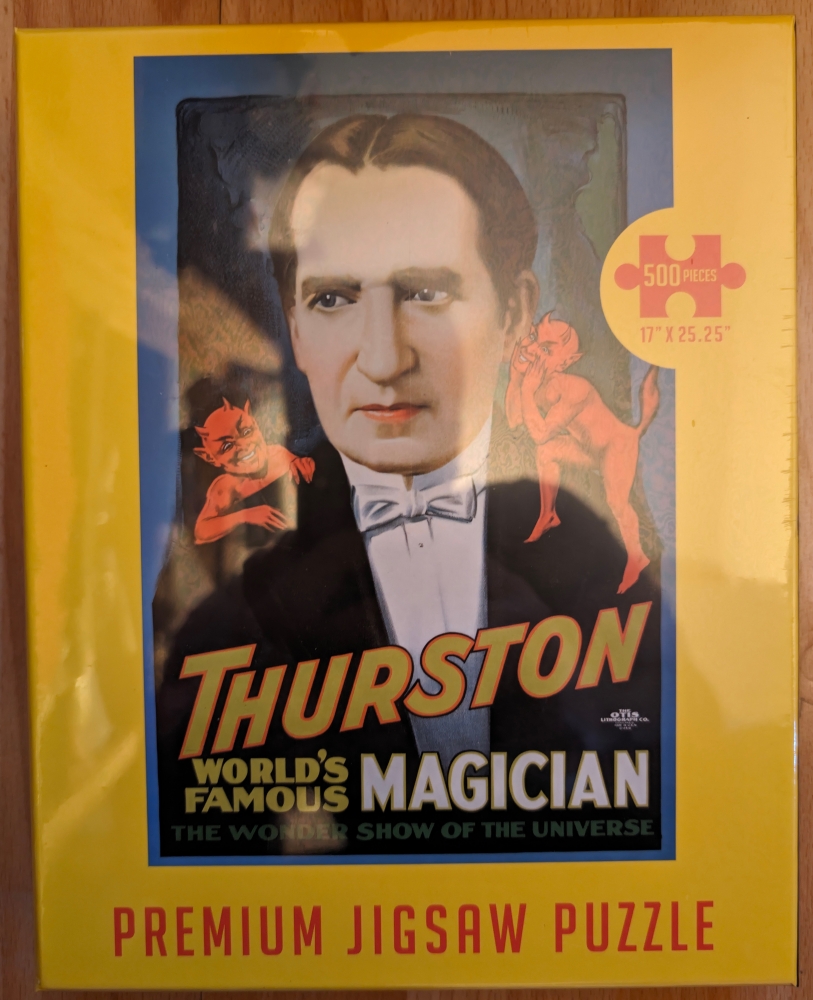 500 PIECES
17" X 25.25"
THURSTON
THE
OTIS
LITHOGRAPH CO.
WORLD'S
FAMOUS MAGICIAN
THE WONDER SHOW OF THE UNIVERSE
PREMIUM JIGSAW PUZZLE